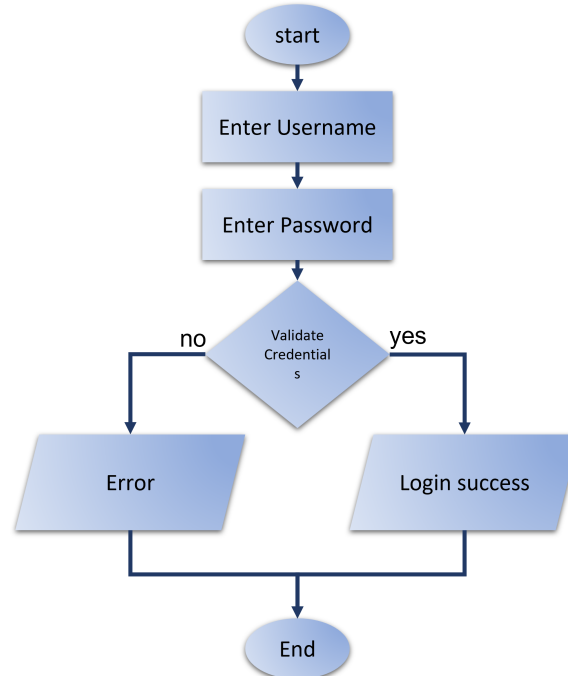 start
Enter Username
Enter Password
Validate
Credential
s
no
yes
Error
Login success
End